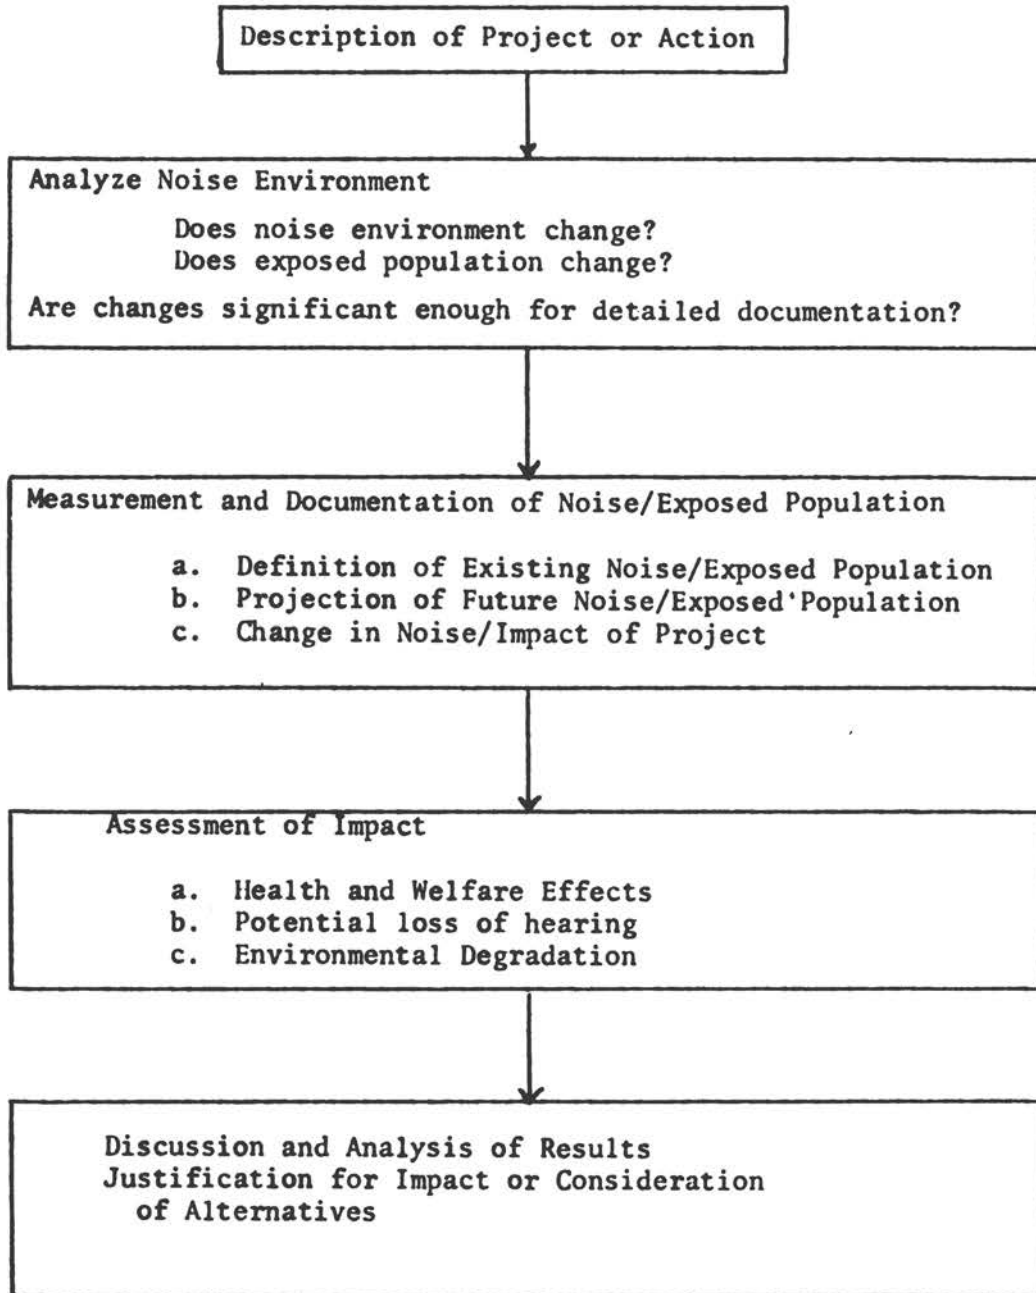 Description of Project or Action
Analyze Noise Environment
Does noise environment change?
Does exposed population change?
Are changes significant enough for detailed documentation?
Measurement and Documentation of Noise/Exposed Population
a. Definition of Existing Noise/Exposed Population
b. Projection of Future Noise/Exposed Population
c. Change in Noise/Impact of Project
Assessment of Impact
a. Health and Welfare Effects
b. Potential loss of hearing
c. Environmental Degradation
Discussion and Analysis of Results
Justification for Impact or Consideration
of Alternatives